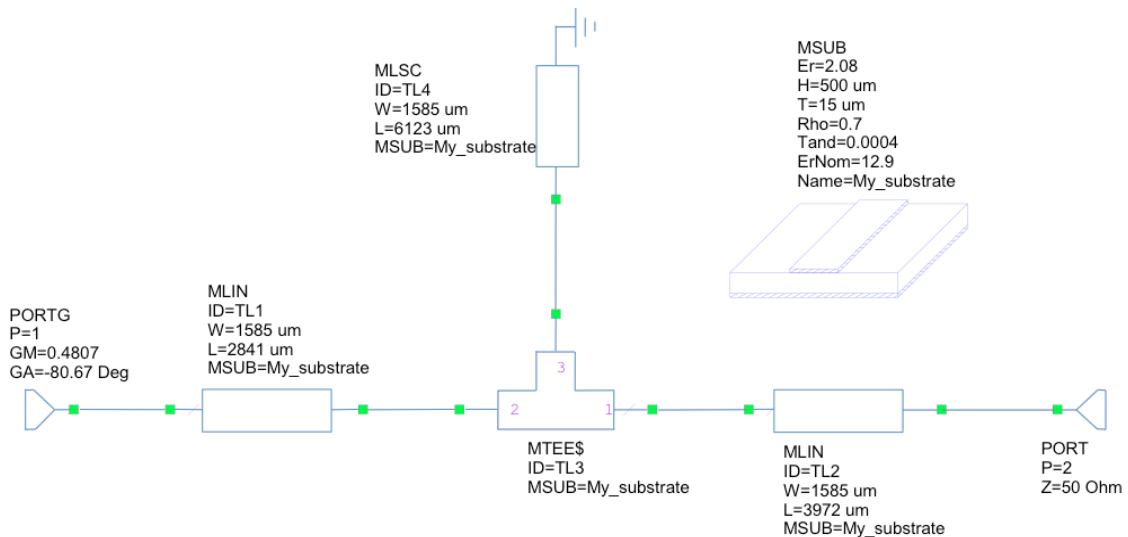 MLSC
ID=TL4
W=1585 um
L=6123 um
MSUB=My_substrate
MSUB
Er=2.08
H=500 um
T=15 um
Rho=0.7
Tand=0.0004
ErNom=12.9
Name=My_substrate
PORTG
P=1
GM=0.4807
GA=-80.67 Deg
MLIN
ID=TL1
W=1585 um
L=2841 um
MSUB=My_substrate
3
2
1
MTEE$
ID=TL3
MSUB=My_substrate
MLIN
ID=TL2
W=1585 um
L=3972 um
MSUB=My_substrate
PORT
P=2
Z=50 Ohm